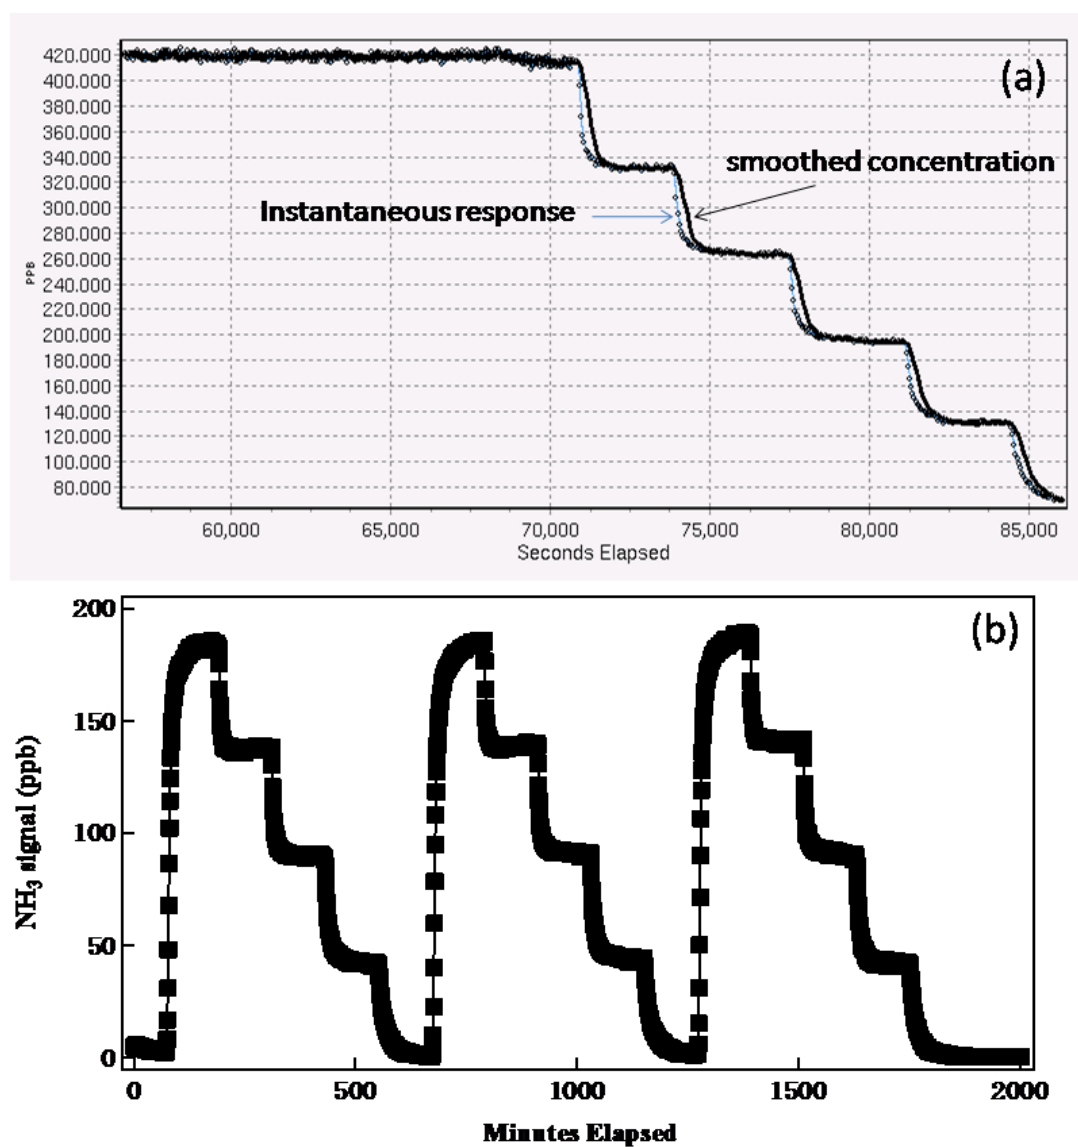 (a)
420.000
400.000
380.000
360.000
340.000
320.000
300.000
280.000
260.000
240.000
220.000
200.000
180.000
160.000
140.000
120.000
100.000
80.000
PPB
smoothed concentration
Instantaneous response
60,000 65,000 70,000 75,000 80,000 85,000
Seconds Elapsed
(b)
200
150
100
50
0
NH₃ signal (ppb)
0 500 1000 1500 2000
Minutes Elapsed